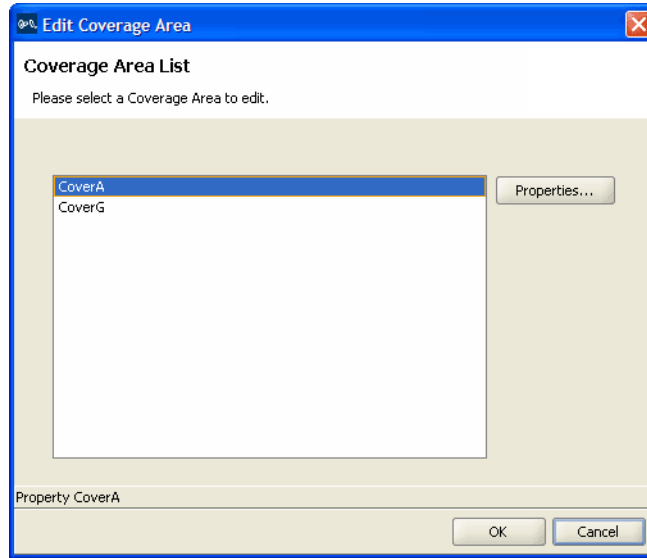 Edit Coverage Area
Coverage Area List
Please select a Coverage Area to edit.
CoverA
Properties...
CoverG
Property CoverA
OK
Cancel